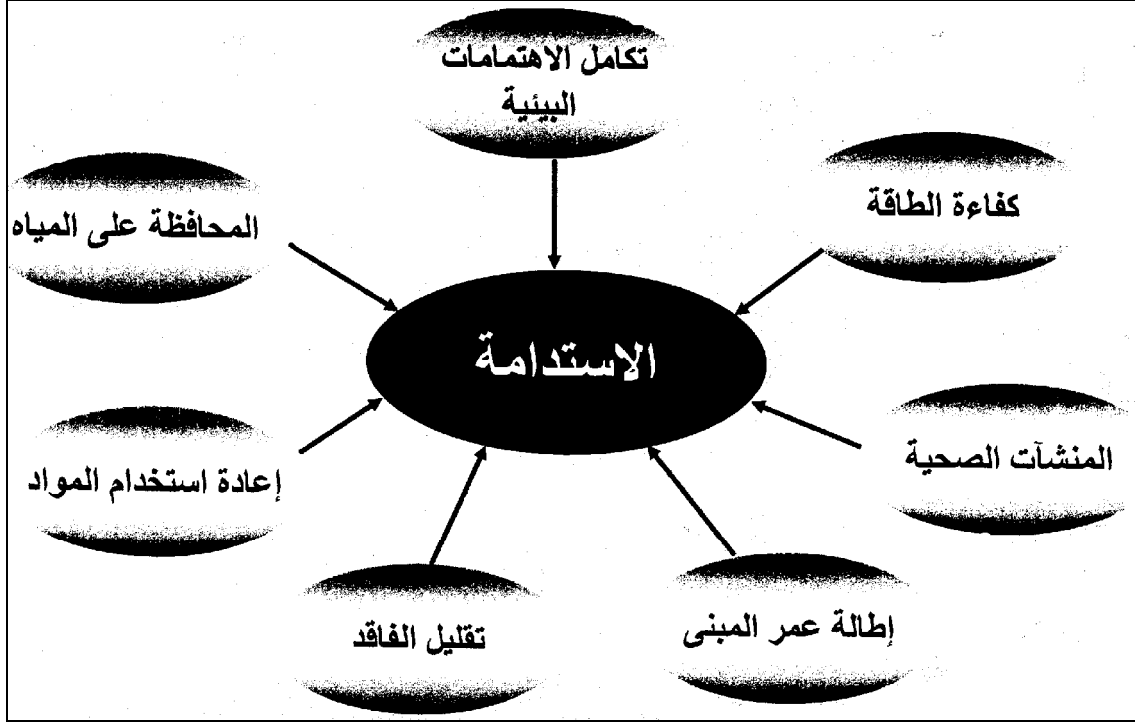 تكامل الاهتمامات
البيئية
كفاءة الطاقة
المحافظة على المياه
الاستدامة
المنشآت الصحية
إعادة استخدام المواد
إطالة عمر المبنى
تقليل الفاقد